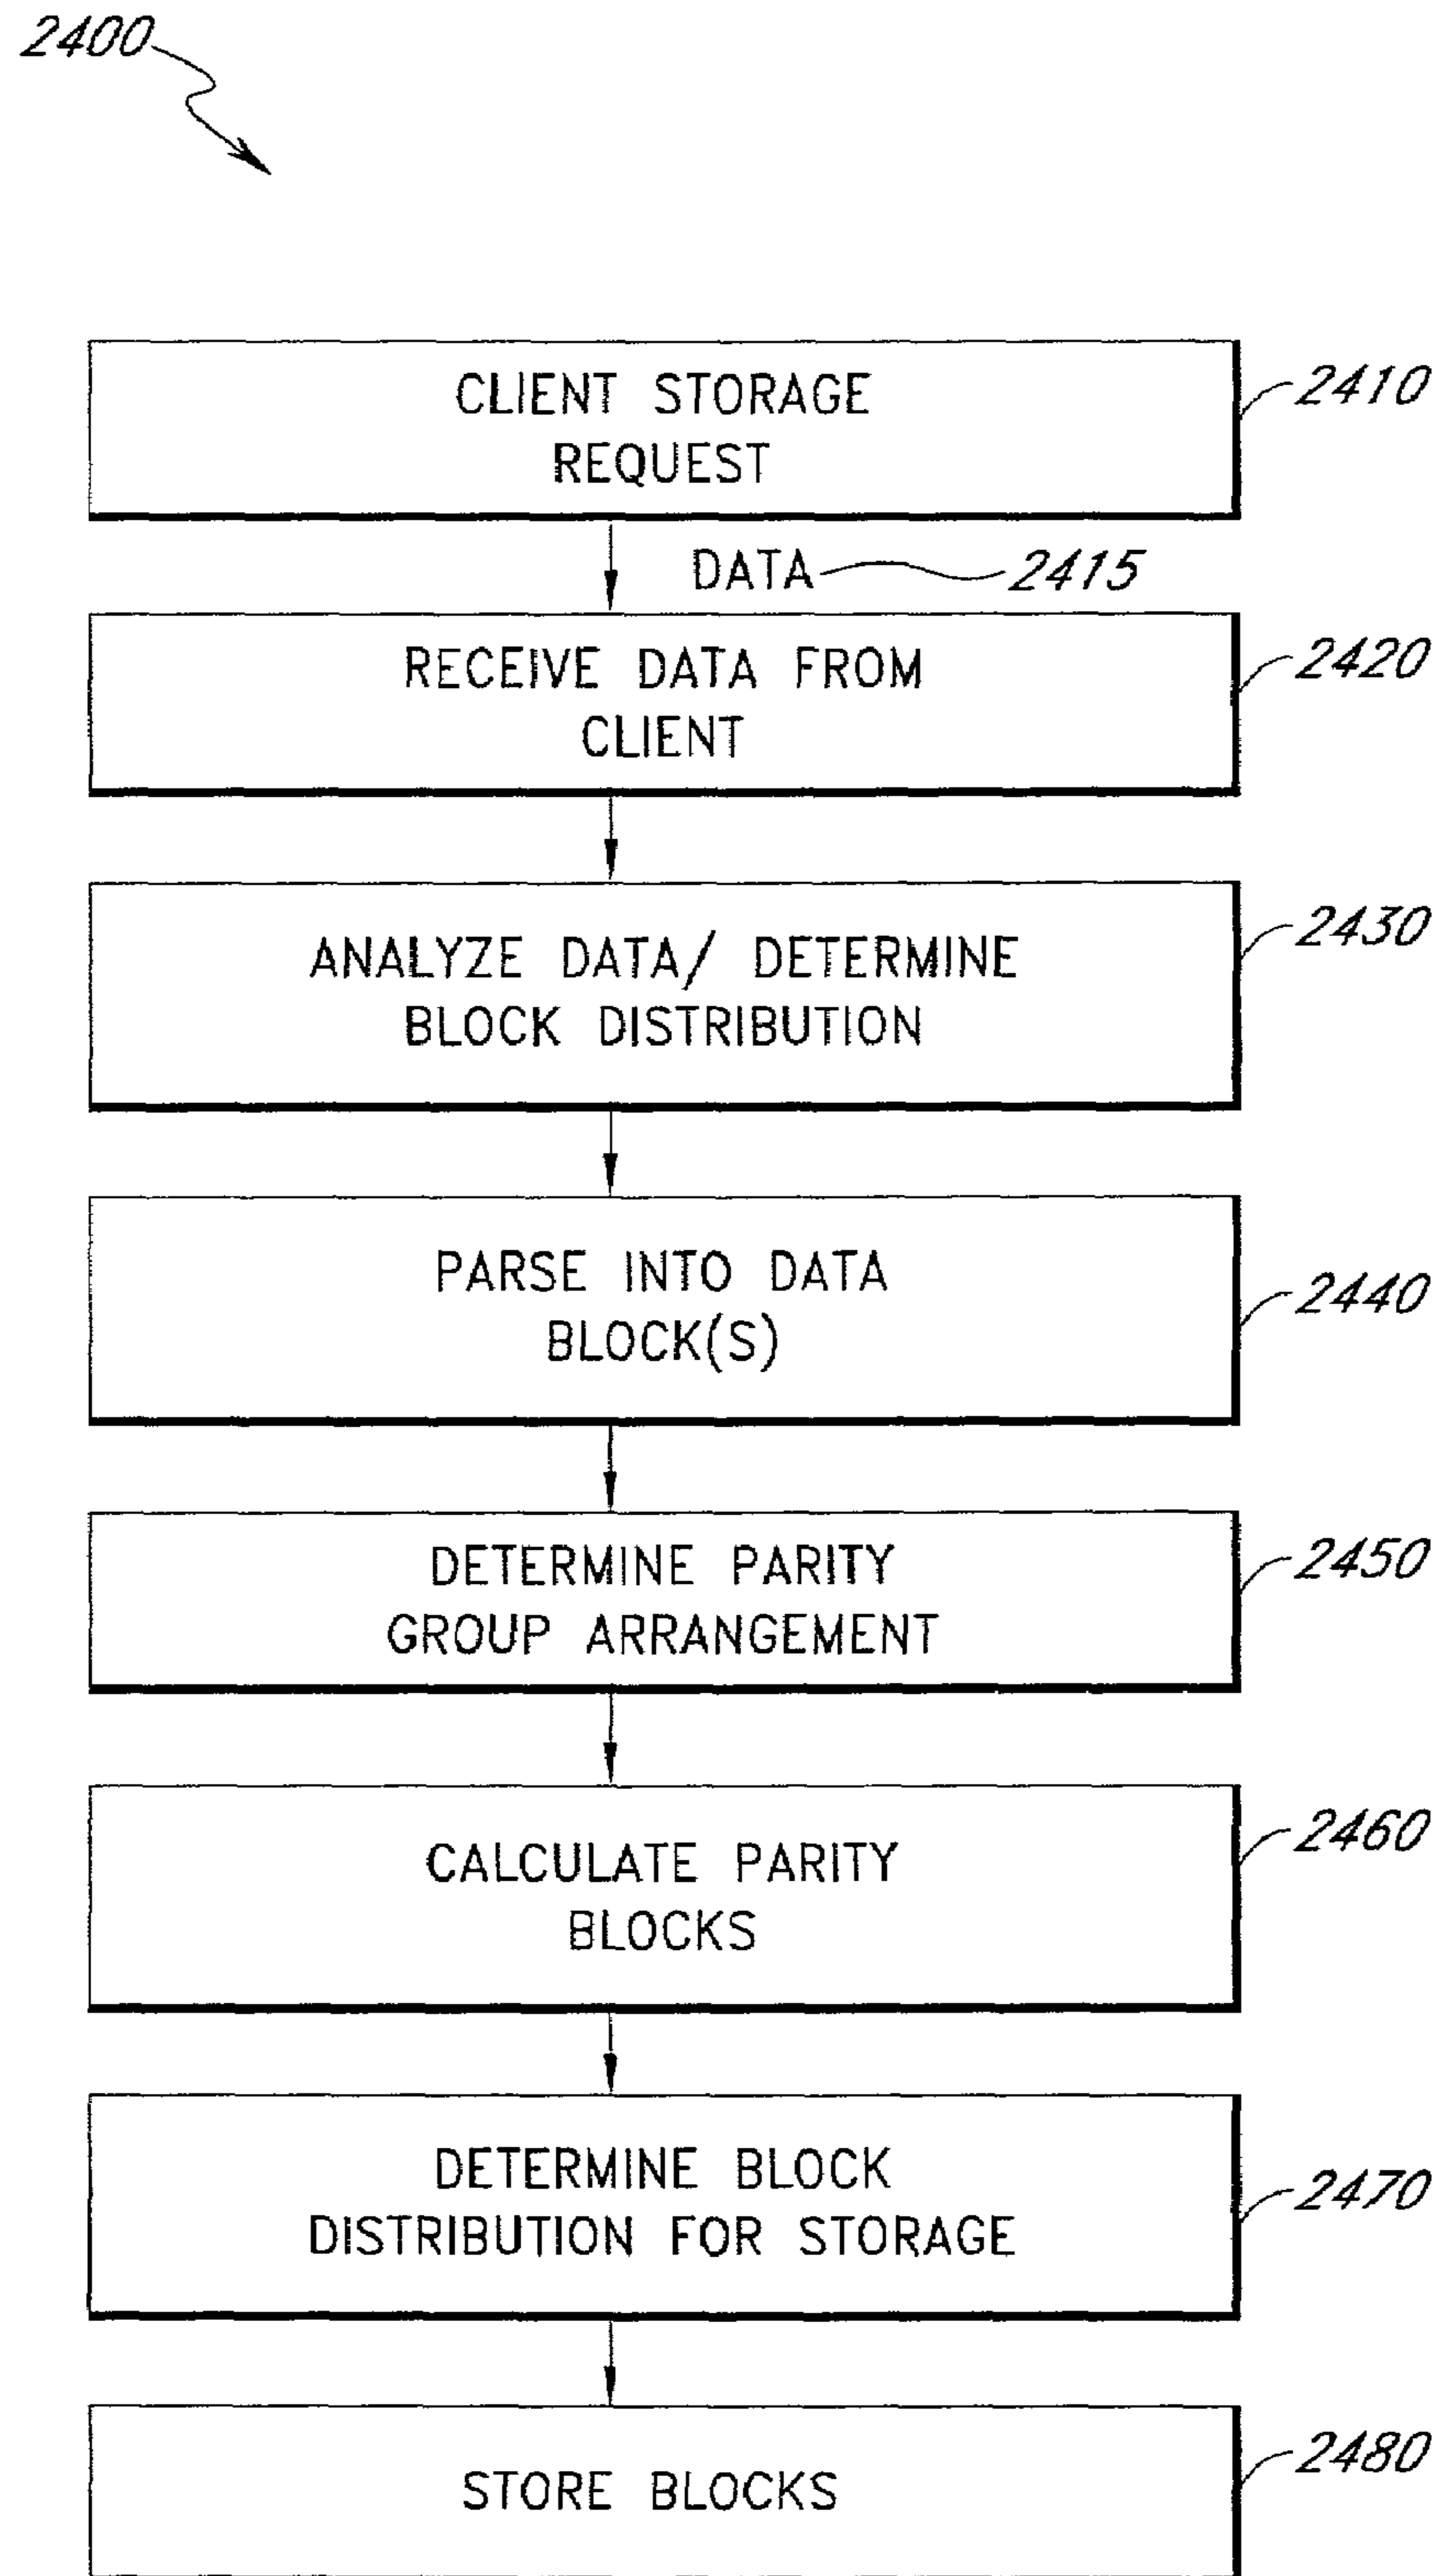 2400
CLIENT STORAGE
REQUEST
2410
DATA 2415
RECEIVE DATA FROM
CLIENT
2420
ANALYZE DATA/ DETERMINE
BLOCK DISTRIBUTION
2430
PARSE INTO DATA
BLOCK(S)
2440
DETERMINE PARITY
GROUP ARRANGEMENT
2450
CALCULATE PARITY
BLOCKS
2460
DETERMINE BLOCK
DISTRIBUTION FOR STORAGE
2470
STORE BLOCKS
2480